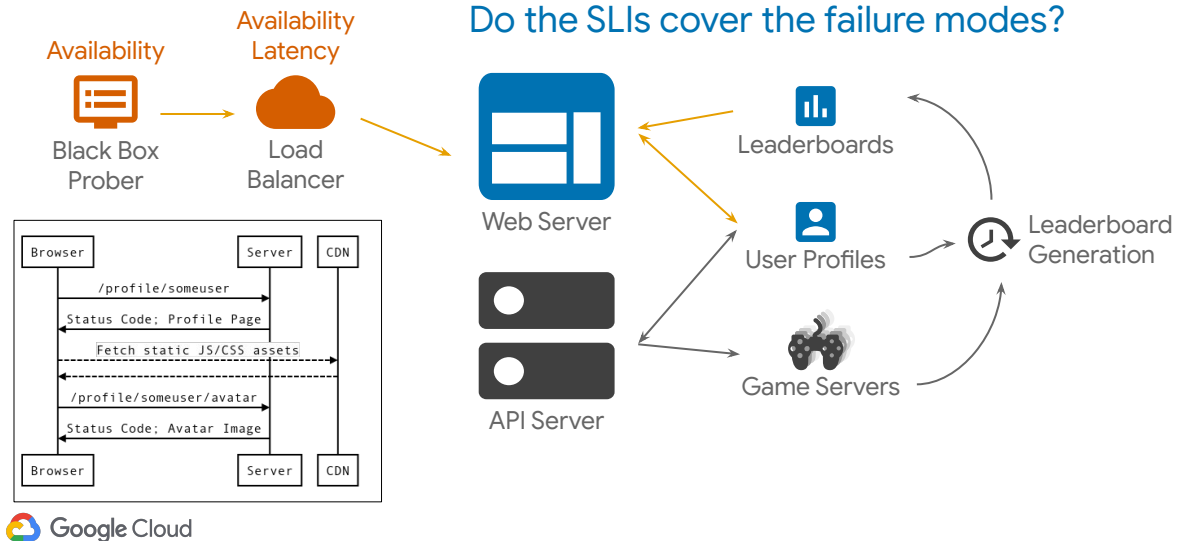 Do the SLIs cover the failure modes?
Availability
Availability
Latency
Black Box
Prober
Load
Balancer
Web Server
API Server
Leaderboards
User Profiles
Game Servers
Leaderboard
Generation
Browser
Server
CDN
/profile/someuser
Status Code; Profile Page
Fetch static JS/CSS assets
/profile/someuser/avatar
Status Code; Avatar Image
Browser
Server
CDN
Google Cloud